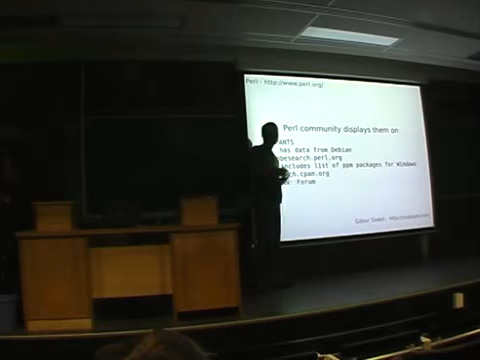 Perl - http://www.perl.org/
Perl community displays them on
ANTS
has data from Debian
besearch.perl.org
includes list of ppm packages for Windows
ch.cpan.org
::Forum
Gábor Szabó - http://szabgab.com/